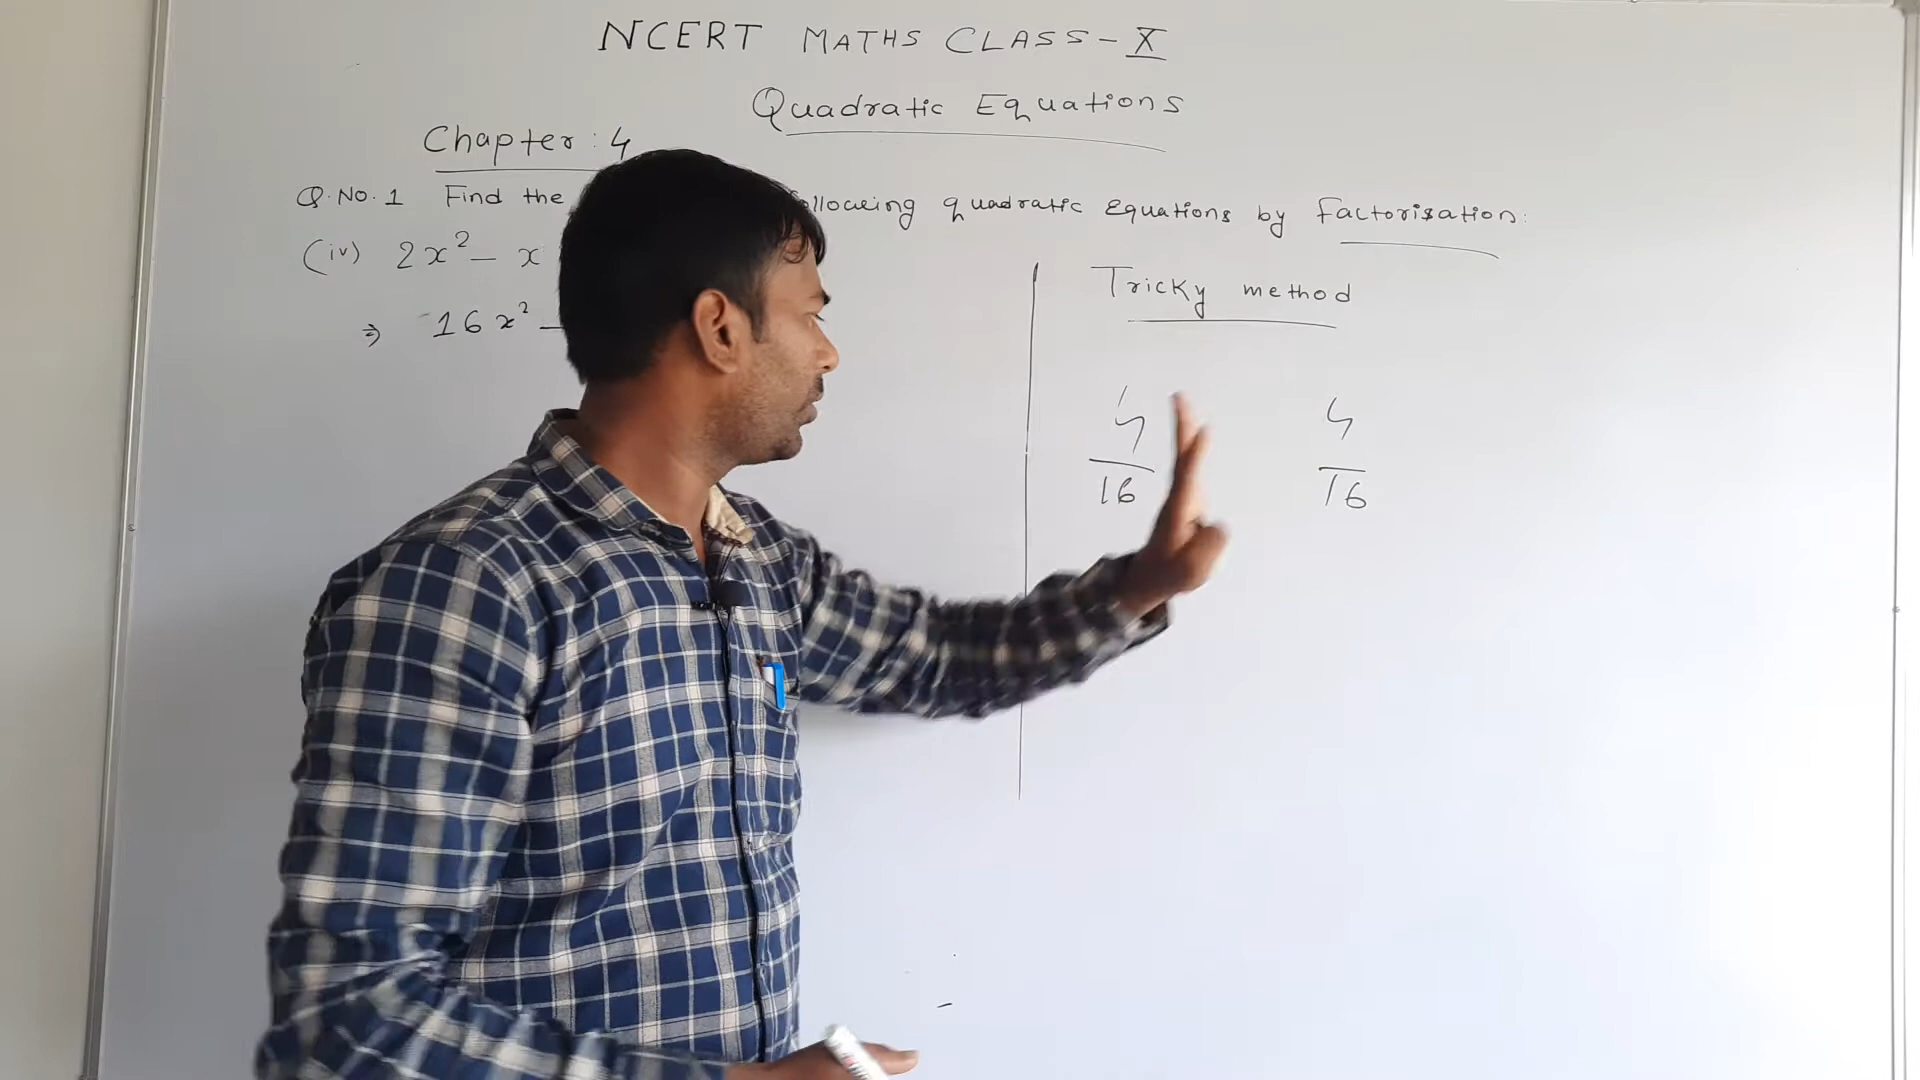 NCERT MATHS CLASS - X
Quadratic Equations
Chapter : 4
Q. No. 1 Find the ollowing quadratic Equations by Factorisation:
(iv) 2x² - x
⇒ 16x² -
Tricky method
4/16 4/16